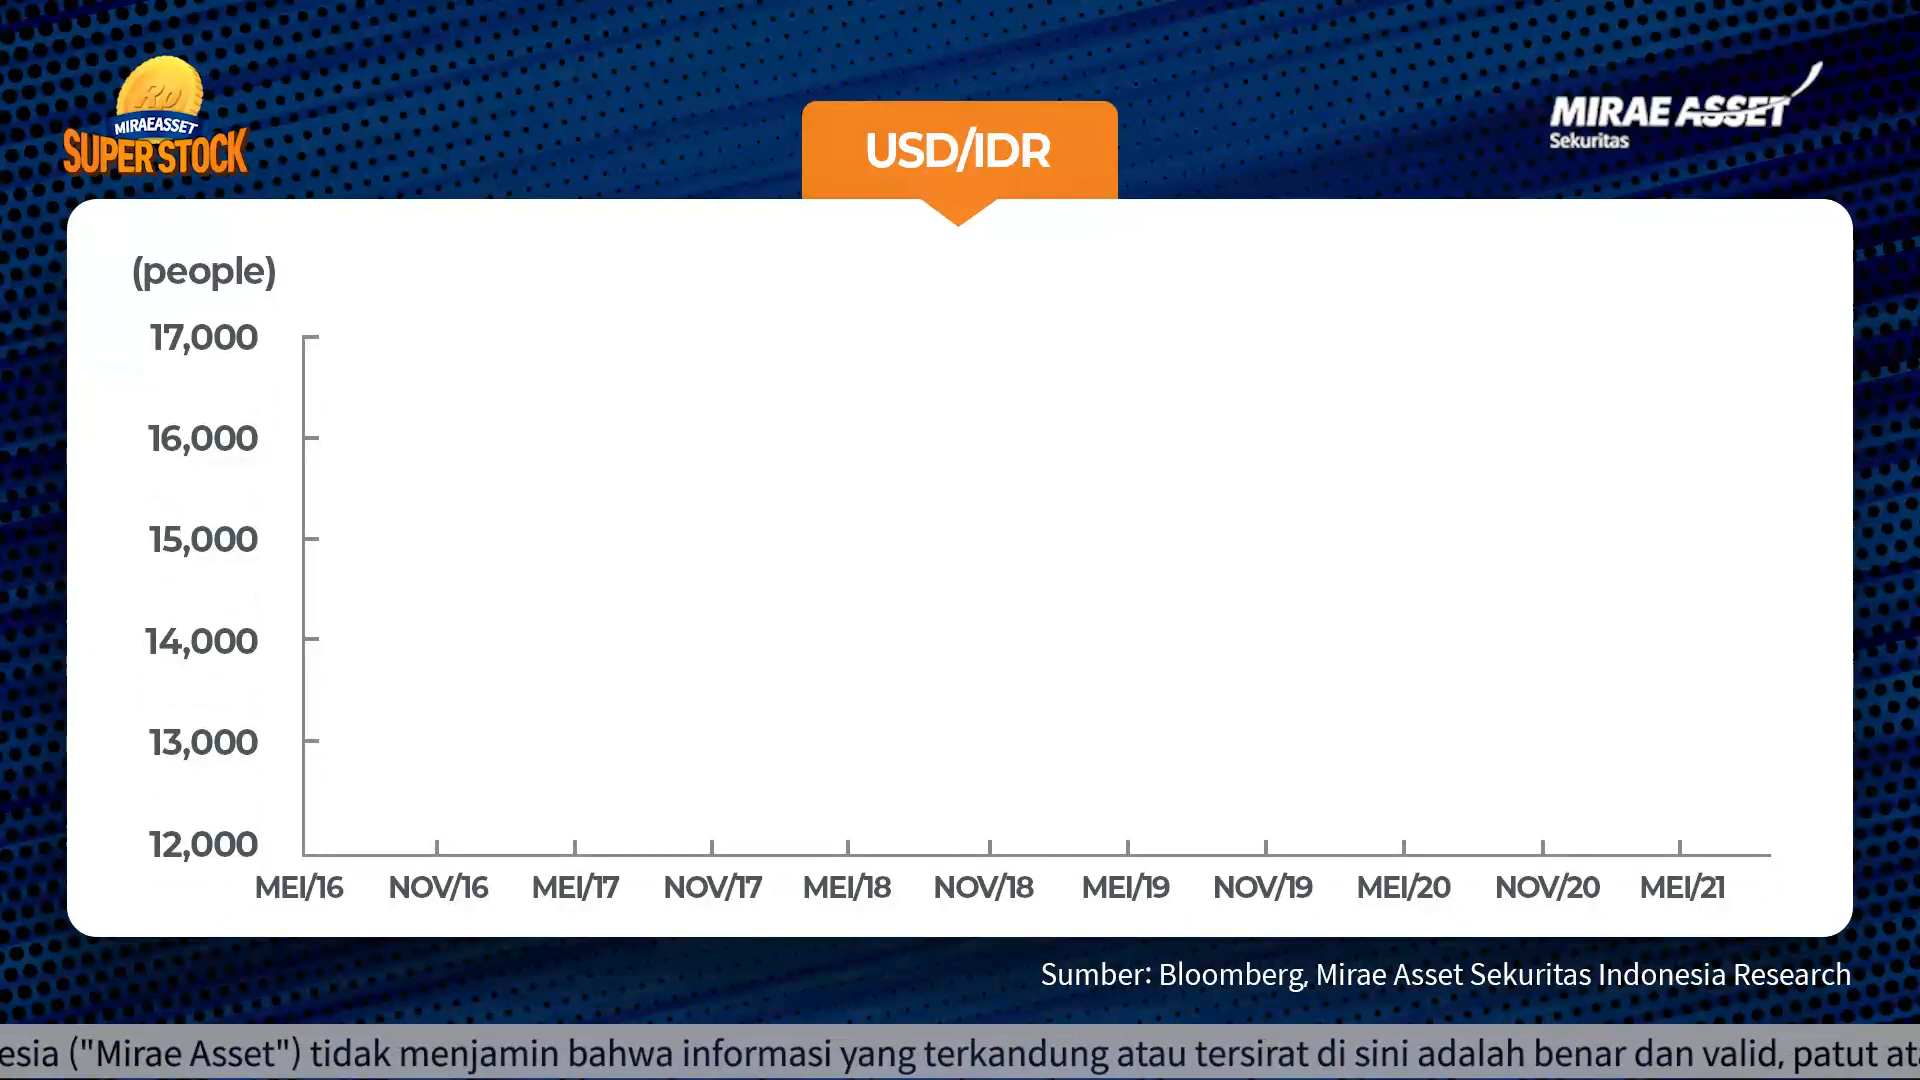 Rp
MIRAEASSET
SUPER STOCK
USD/IDR
MIRAE ASSET
Sekuritas
(people)
17,000
16,000
15,000
14,000
13,000
12,000
MEI/16 NOV/16 MEI/17 NOV/17 MEI/18 NOV/18 MEI/19 NOV/19 MEI/20 NOV/20 MEI/21
Sumber: Bloomberg, Mirae Asset Sekuritas Indonesia Research
esia ("Mirae Asset") tidak menjamin bahwa informasi yang terkandung atau tersirat di sini adalah benar dan valid, patut at